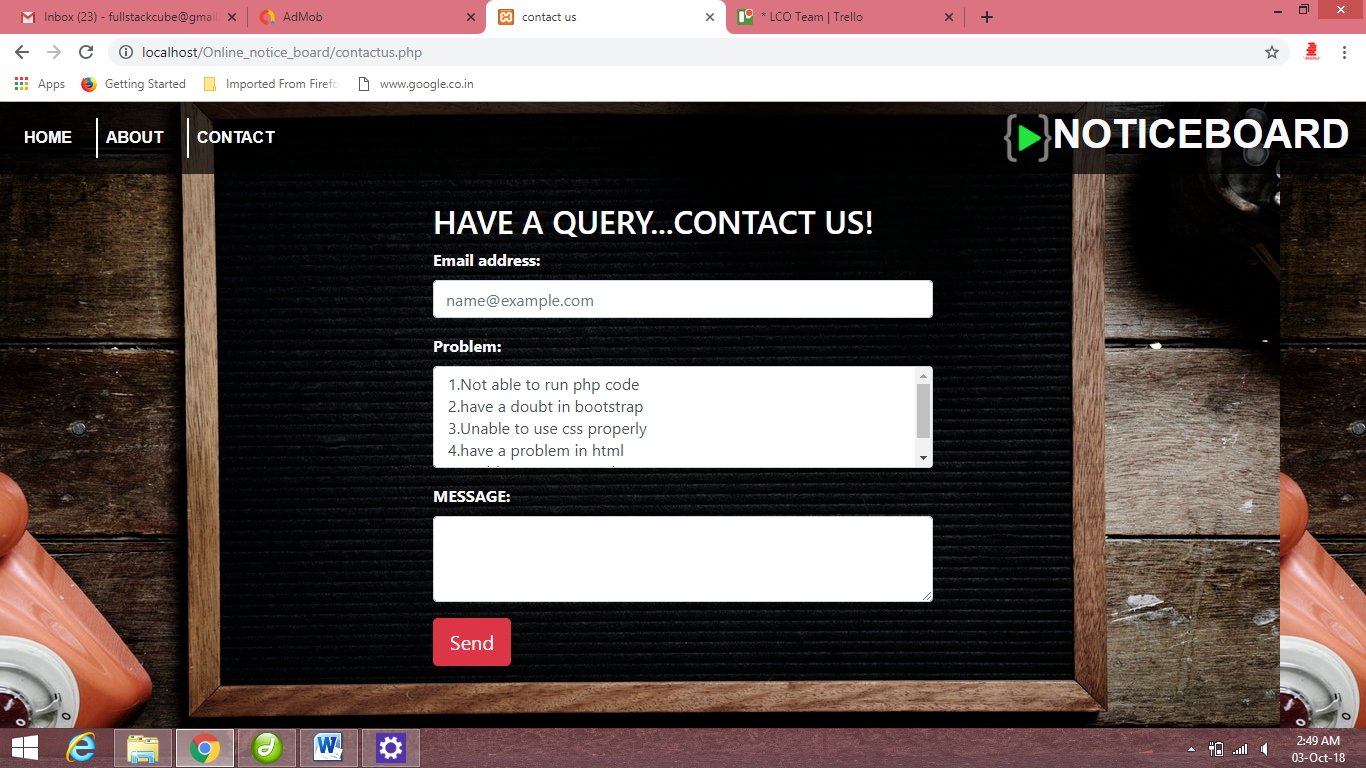 Inbox (23) - fullstackcube@gmai
AdMob
contact us
* LCO Team | Trello
localhost/Online_notice_board/contactus.php
Apps
Getting Started
Imported From Firefo
www.google.co.in
HOME
ABOUT
CONTACT
NOTICEBOARD
HAVE A QUERY...CONTACT US!
Email address:
name@example.com
Problem:
1.Not able to run php code
2.have a doubt in bootstrap
3.Unable to use css properly
4.have a problem in html
MESSAGE:
Send
2:49 AM
03-Oct-18